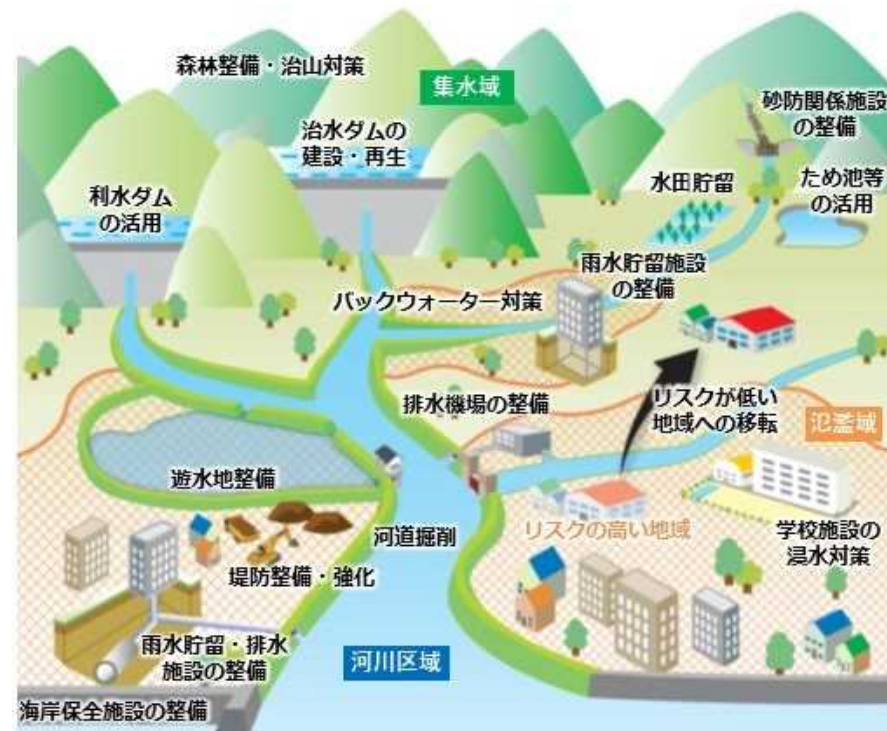 森林整備・治山対策
集水域
砂防関係施設
の整備
治水ダムの
建設・再生
水田貯留
ため池等
の活用
利水ダム
の活用
雨水貯留施設
の整備
バックウォーター対策
排水機場の整備
リスクが低い
地域への移転
氾濫域
遊水地整備
河道掘削
リスクの高い地域
学校施設の
浸水対策
堤防整備・強化
雨水貯留・排水
施設の整備
河川区域
海岸保全施設の整備